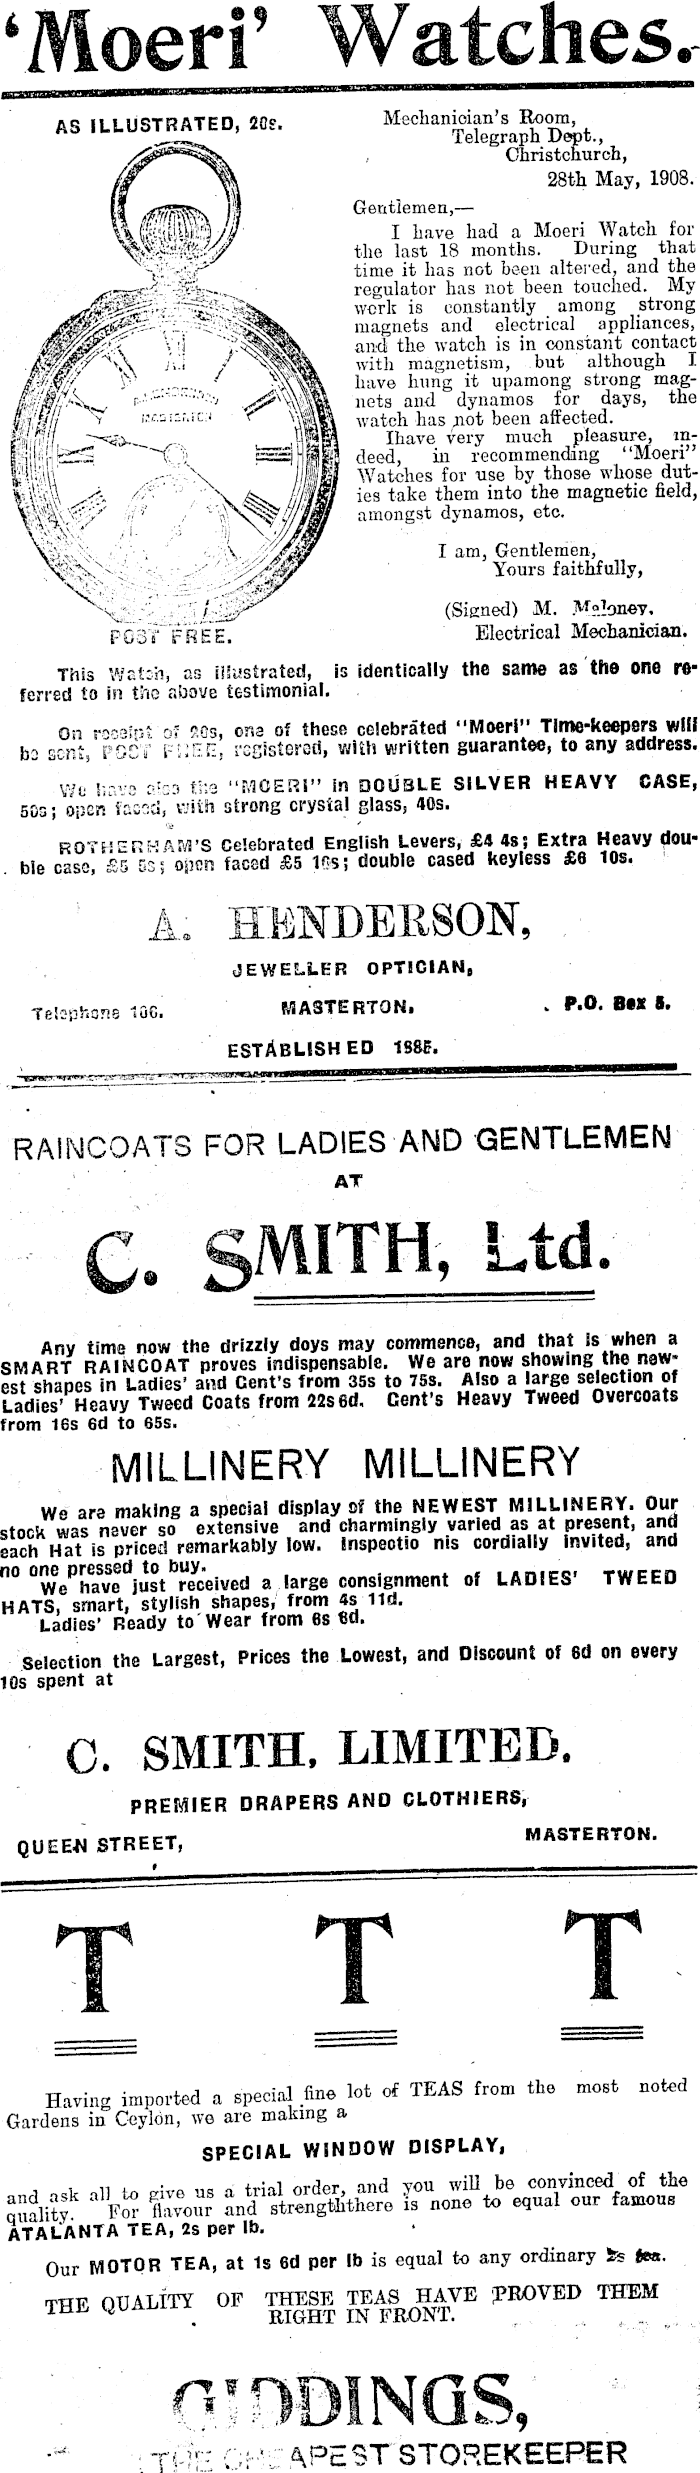 'Moeri' Watches.
AS ILLUSTRATED, 20s.
A. HENDERSON
MASTERTON
POST FREE.
Mechanician's Room,
Telegraph Dept.,
Christchurch,
28th May, 1908.
Gentlemen,—
I have had a Moeri Watch for
the last 18 months. During that
time it has not been altered, and the
regulator has not been touched. My
work is constantly among strong
magnets and electrical appliances,
and the watch is in constant contact
with magnetism, but although I
have hung it upamong strong mag-
nets and dynamos for days, the
watch has not been affected.
Ihave very much pleasure, in-
deed, in recommending "Moeri"
Watches for use by those whose dut-
ies take them into the magnetic field,
amongst dynamos, etc.
I am, Gentlemen,
Yours faithfully,
(Signed) M. Maloney,
Electrical Mechanician.
This Watch, as illustrated, is identically the same as the one re-
ferred to in the above testimonial.
On receipt of 20s, one of these celebrated "Moeri" Time-keepers will
be sent, POST FREE, registered, with written guarantee, to any address.
We have also the "MOERI" in DOUBLE SILVER HEAVY CASE,
50s; open faced, with strong crystal glass, 40s.
ROTHERHAM'S Celebrated English Levers, £4 4s; Extra Heavy dou-
ble case, £5 5s; open faced £5 10s; double cased keyless £6 10s.
A. HENDERSON,
JEWELLER OPTICIAN,
Telephone 106. MASTERTON. P.O. Box 5.
ESTABLISHED 1885.
RAINCOATS FOR LADIES AND GENTLEMEN
AT
C. SMITH, Ltd.
Any time now the drizzly doys may commence, and that is when a
SMART RAINCOAT proves indispensable. We are now showing the new-
est shapes in Ladies' and Gent's from 35s to 75s. Also a large selection of
Ladies' Heavy Tweed Coats from 22s6d. Gent's Heavy Tweed Overcoats
from 16s 6d to 65s.
MILLINERY MILLINERY
We are making a special display of the NEWEST MILLINERY. Our
stock was never so extensive and charmingly varied as at present, and
each Hat is priced remarkably low. Inspectio nis cordially invited, and
no one pressed to buy.
We have just received a large consignment of LADIES' TWEED
HATS, smart, stylish shapes, from 4s 11d.
Ladies' Ready to Wear from 6s 6d.
Selection the Largest, Prices the Lowest, and Discount of 6d on every
10s spent at
C. SMITH, LIMITED.
PREMIER DRAPERS AND CLOTHIERS,
QUEEN STREET, MASTERTON.
T T T
Having imported a special fine lot of TEAS from the most noted
Gardens in Ceylon, we are making a
SPECIAL WINDOW DISPLAY,
and ask all to give us a trial order, and you will be convinced of the
quality. For flavour and strengththere is none to equal our famous
ATALANTA TEA, 2s per lb.
Our MOTOR TEA, at 1s 6d per lb is equal to any ordinary 2s tea.
THE QUALITY OF THESE TEAS HAVE PROVED THEM
RIGHT IN FRONT.
GIDDINGS,
THE CHEAPEST STOREKEEPER